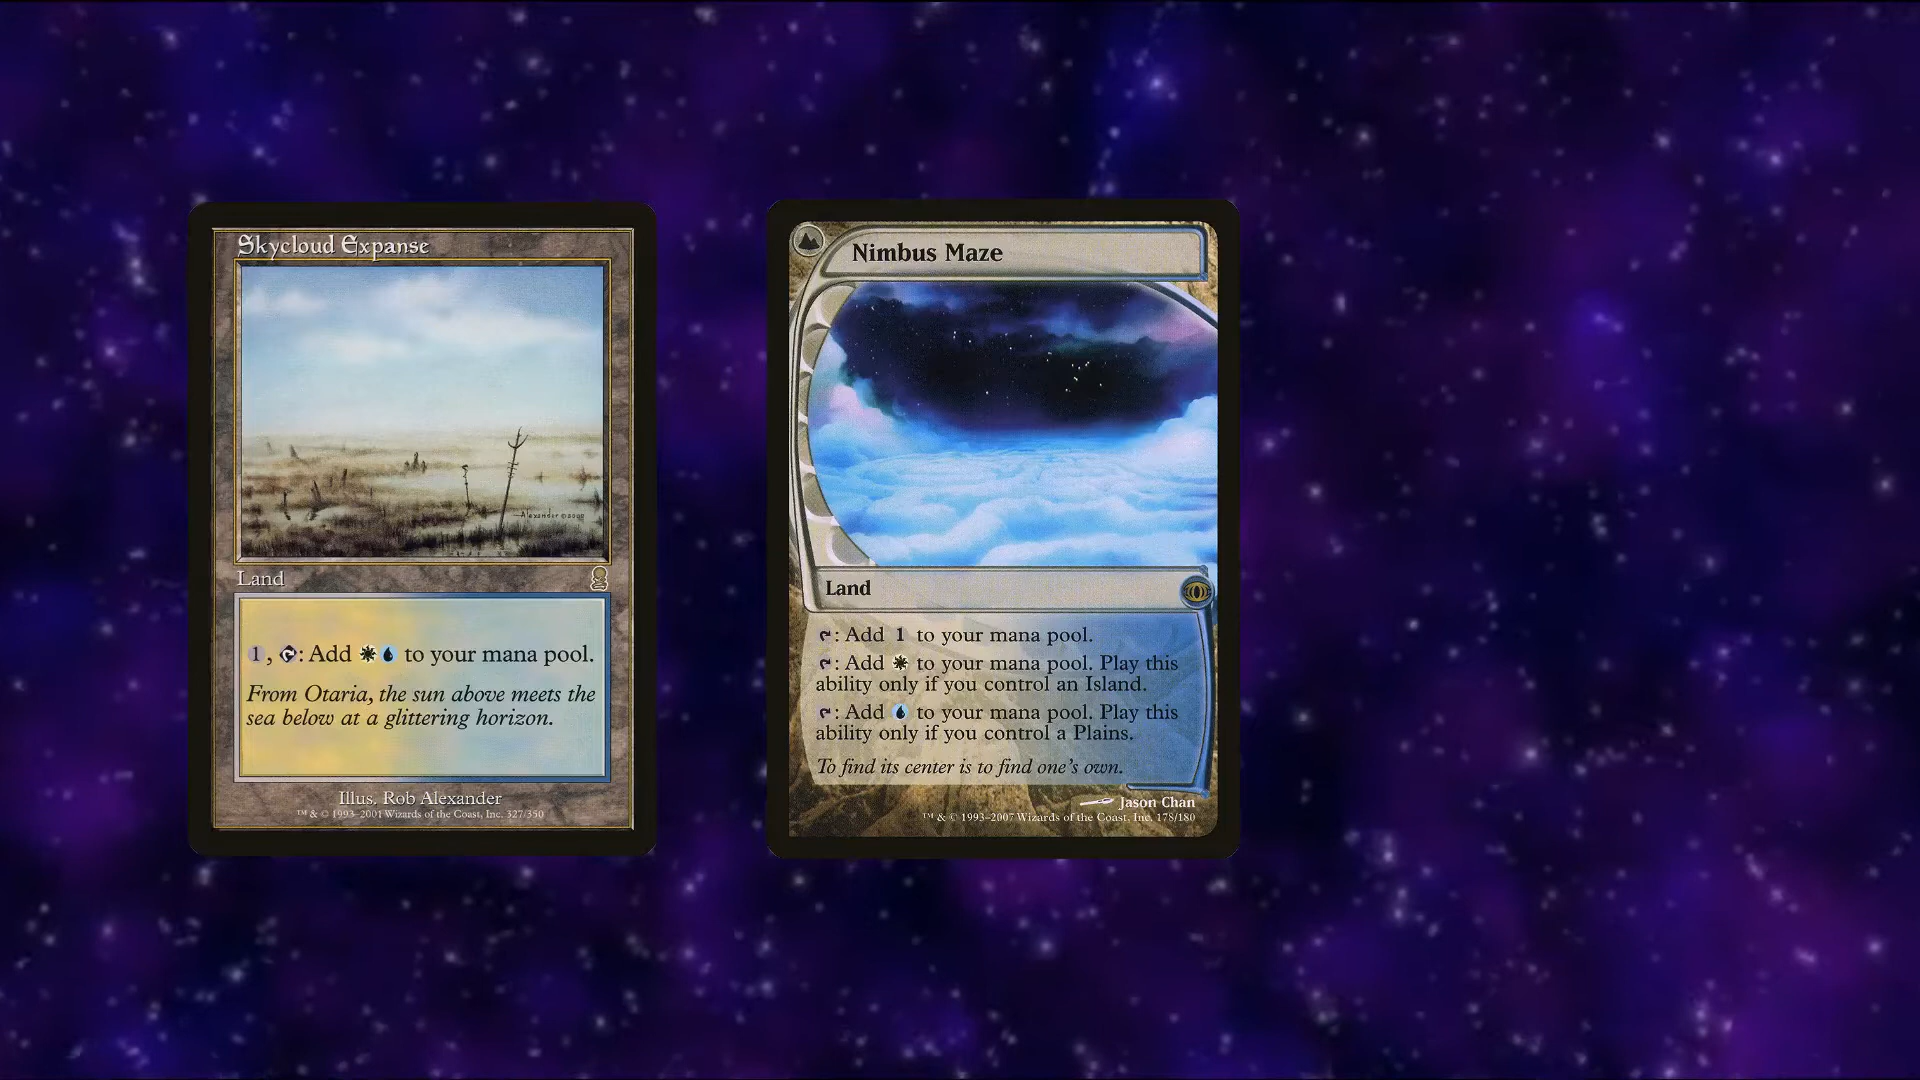 Skycloud Expanse
Alexander ©2000
Land
1, : Add to your mana pool.
From Otaria, the sun above meets the
sea below at a glittering horizon.
Illus. Rob Alexander
™ & © 1993–2001 Wizards of the Coast, Inc. 327/350
Nimbus Maze
Land
: Add 1 to your mana pool.
: Add to your mana pool. Play this
ability only if you control an Island.
: Add to your mana pool. Play this
ability only if you control a Plains.
To find its center is to find one's own.
Jason Chan
™ & © 1993–2007 Wizards of the Coast, Inc. 178/180